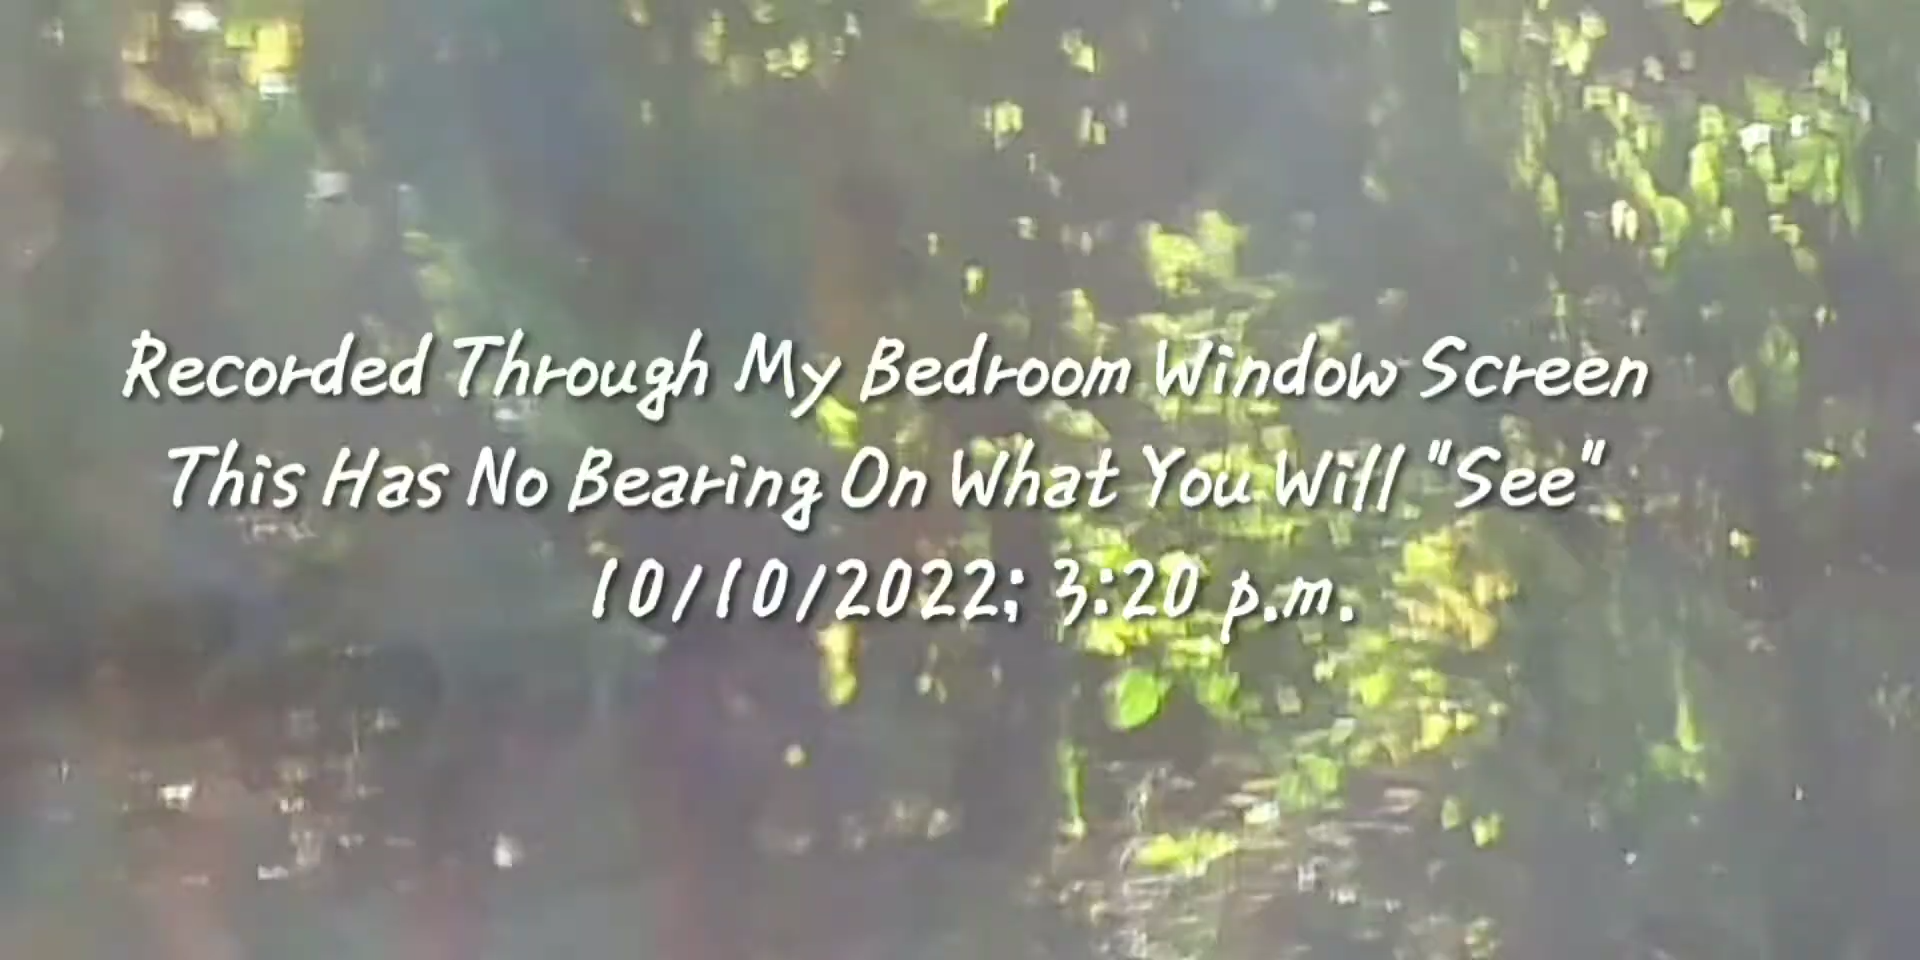 Recorded Through My Bedroom Window Screen
This Has No Bearing On What You Will "See"
10/10/2022; 3:20 p.m.